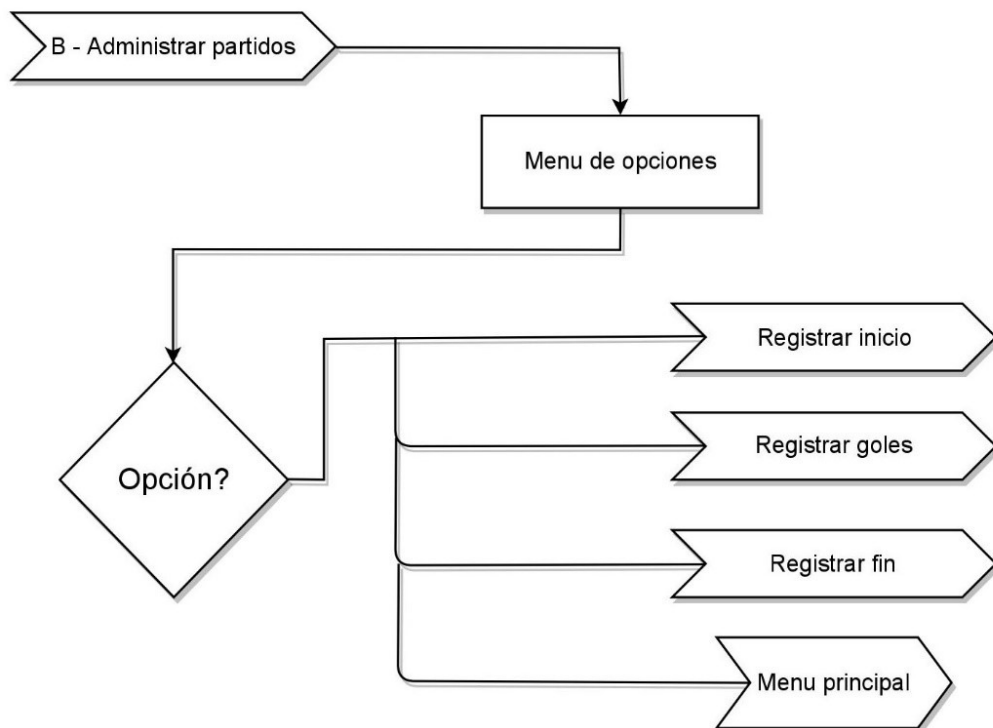 B - Administrar partidos
Menu de opciones
Opción?
Registrar inicio
Registrar goles
Registrar fin
Menu principal